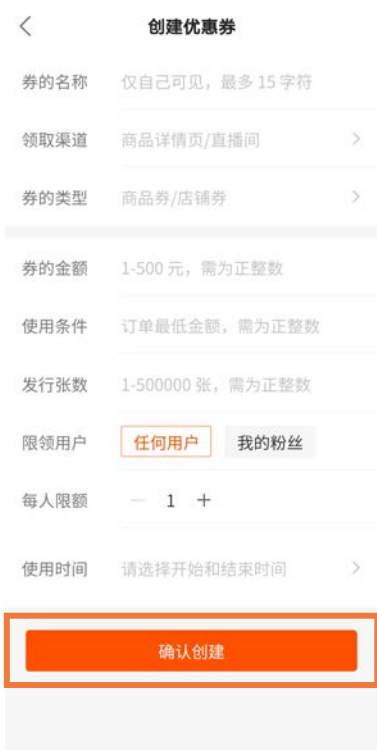 创建优惠券
券的名称 仅自己可见，最多 15 字符
领取渠道 商品详情页/直播间
券的类型 商品券/店铺券
券的金额 1-500 元，需为正整数
使用条件 订单最低金额，需为正整数
发行张数 1-500000 张，需为正整数
限领用户 任何用户 我的粉丝
每人限额 － 1 ＋
使用时间 请选择开始和结束时间
确认创建